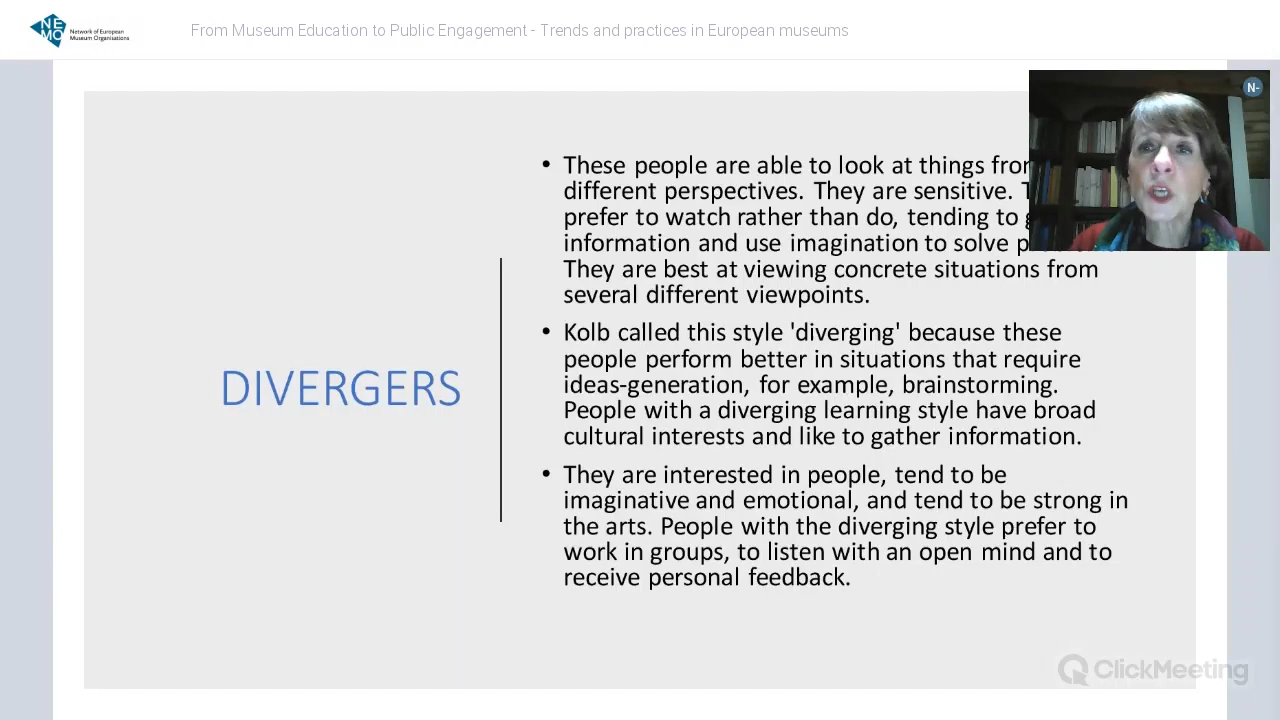 NE
MO
Network of European
Museum Organisations
From Museum Education to Public Engagement - Trends and practices in European museums
N-
DIVERGERS
• These people are able to look at things
different perspectives. They are sensitive.
prefer to watch rather than do, tending to
information and use imagination to solve
They are best at viewing concrete situations from
several different viewpoints.
• Kolb called this style 'diverging' because these
people perform better in situations that require
ideas-generation, for example, brainstorming.
People with a diverging learning style have broad
cultural interests and like to gather information.
• They are interested in people, tend to be
imaginative and emotional, and tend to be strong in
the arts. People with the diverging style prefer to
work in groups, to listen with an open mind and to
receive personal feedback.
ClickMeeting